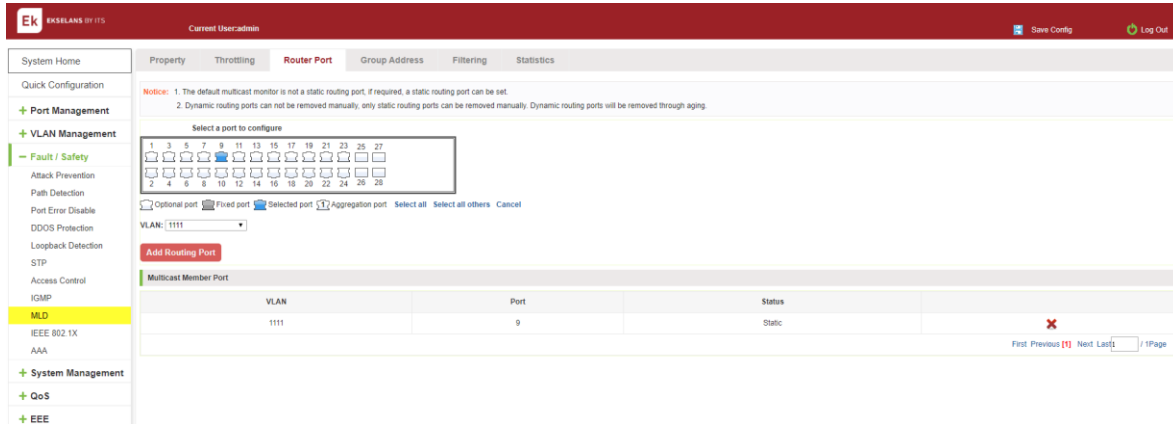 Ek EKSELANS BY ITS
Current User:admin
Save Config
Log Out
System Home
Quick Configuration
+ Port Management
+ VLAN Management
− Fault / Safety
Attack Prevention
Path Detection
Port Error Disable
DDOS Protection
Loopback Detection
STP
Access Control
IGMP
MLD
IEEE 802.1X
AAA
+ System Management
+ QoS
+ EEE
Property Throttling Router Port Group Address Filtering Statistics
Notice: 1. The default multicast monitor is not a static routing port, if required, a static routing port can be set.
2. Dynamic routing ports can not be removed manually, only static routing ports can be removed manually. Dynamic routing ports will be removed through aging.
Select a port to configure
1 3 5 7 9 11 13 15 17 19 21 23 25 27
2 4 6 8 10 12 14 16 18 20 22 24 26 28
Optional port Fixed port Selected port 1 Aggregation port Select all Select all others Cancel
VLAN: 1111
Add Routing Port
Multicast Member Port
VLAN Port Status
1111 9 Static
First Previous [1] Next Last 1 / 1Page